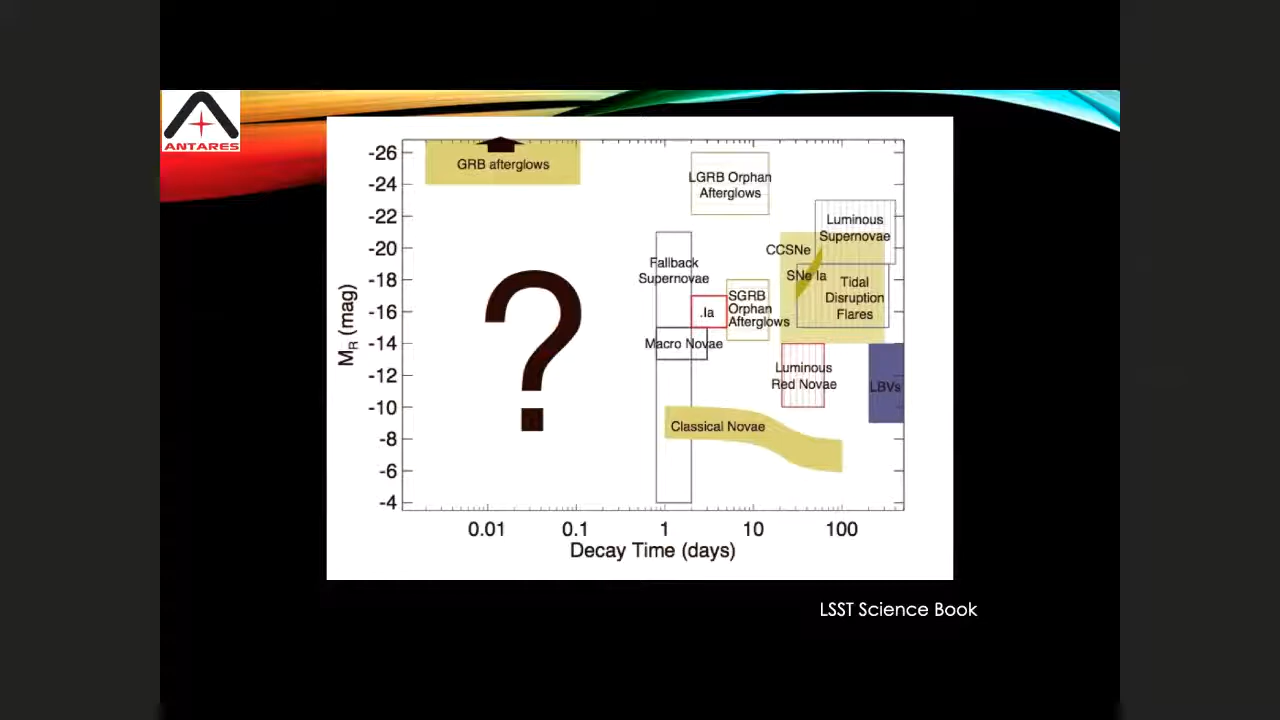 ANTARES
-26
-24
-22
-20
-18
-16
-14
-12
-10
-8
-6
-4
M_R (mag)
GRB afterglows
LGRB Orphan
Afterglows
Luminous
Supernovae
CCSNe
Fallback
Supernovae
SNe Ia
Tidal
Disruption
Flares
SGRB
Orphan
Afterglows
.Ia
Macro Novae
Luminous
Red Novae
LBVs
Classical Novae
?
0.01 0.1 1 10 100
Decay Time (days)
LSST Science Book